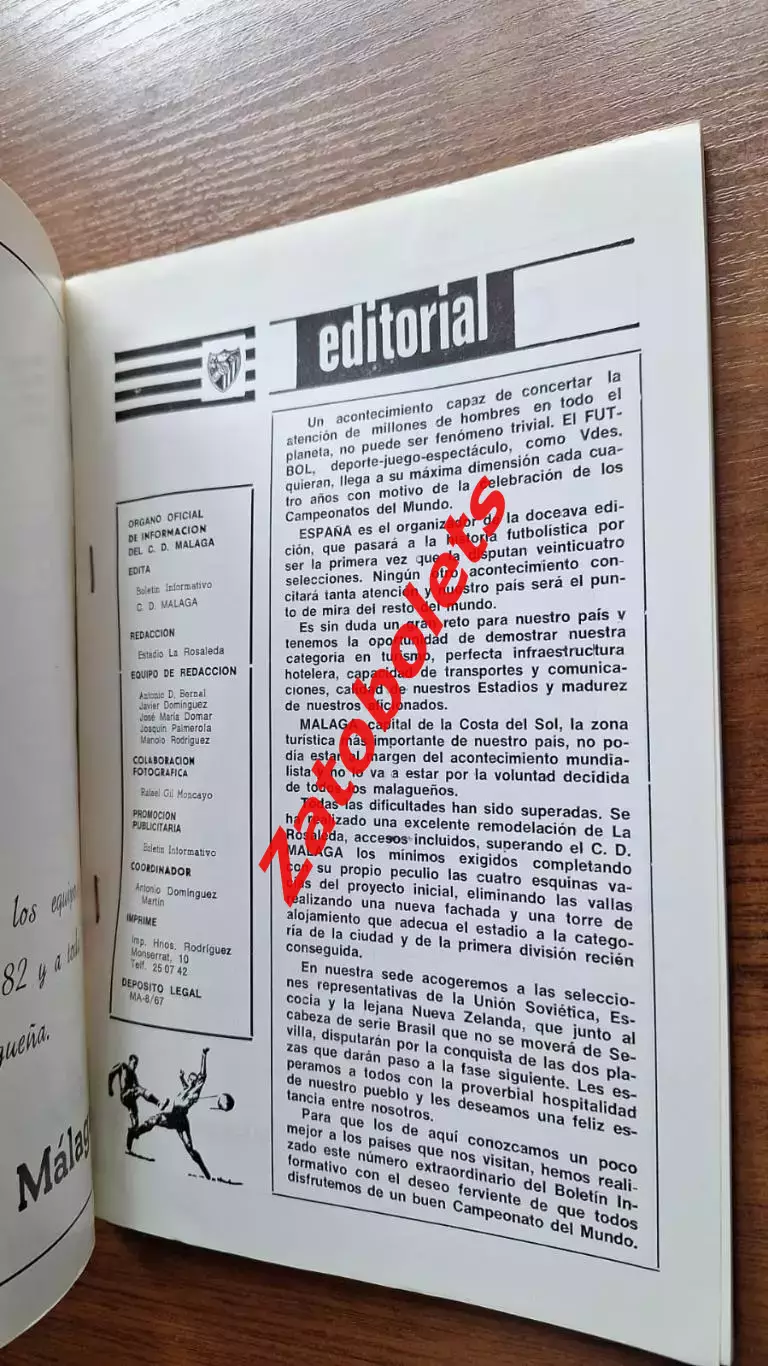 los equipo
82 y a tod
gueña.
Málag
ORGANO OFICIAL
DE INFORMACION
DEL C. D. MALAGA
EDITA
Boletín Informativo
C. D. MALAGA
REDACCION
Estadio La Rosaleda
EQUIPO DE REDACCION
Antonio D. Bernal
Javier Domínguez
José María Domar
Joaquín Palmerola
Manolo Rodríguez
COLABORACION
FOTOGRAFICA
Rafael Gil Moncayo
PROMOCION
PUBLICITARIA
Boletín Informativo
COORDINADOR
Antonio Domínguez
Martín
IMPRIME
Imp. Hnos. Rodríguez
Monserrat, 10
Telf. 25 07 42
DEPOSITO LEGAL
MA-8/67
editorial
Un acontecimiento capaz de concertar la
atención de millones de hombres en todo el
planeta, no puede ser fenómeno trivial. El FUT-
BOL, deporte-juego-espectáculo, como Vdes.
quieran, llega a su máxima dimensión cada cua-
tro años con motivo de la celebración de los
Campeonatos del Mundo.
ESPAÑA es el organizador de la doceava edi-
ción, que pasará a la historia futbolística por
ser la primera vez que la disputan veinticuatro
selecciones. Ningún otro acontecimiento con-
citará tanta atención y nuestro país será el pun-
to de mira del resto del mundo.
Es sin duda un gran reto para nuestro país y
tenemos la oportunidad de demostrar nuestra
categoría en turismo, perfecta infraestructura
hotelera, capacidad de transportes y comunica-
ciones, calidad de nuestros Estadios y madurez
de nuestros aficionados.
MALAGA capital de la Costa del Sol, la zona
turística más importante de nuestro país, no po-
día estar al margen del acontecimiento mundia-
lista y no lo va a estar por la voluntad decidida
de todos los malagueños.
Todas las dificultades han sido superadas. Se
ha realizado una excelente remodelación de La
Rosaleda, accesos incluidos, superando el C. D.
MALAGA los mínimos exigidos completando
con su propio peculio las cuatro esquinas va-
cías del proyecto inicial, eliminando las vallas
realizando una nueva fachada y una torre de
alojamiento que adecua el estadio a la catego-
ría de la ciudad y de la primera división recién
conseguida.
En nuestra sede acogeremos a las seleccio-
nes representativas de la Unión Soviética, Es-
cocia y la lejana Nueva Zelanda, que junto al
cabeza de serie Brasil que no se moverá de Se-
villa, disputarán por la conquista de las dos pla-
zas que darán paso a la fase siguiente. Les es-
peramos a todos con la proverbial hospitalidad
de nuestro pueblo y les deseamos una feliz es-
tancia entre nosotros.
Para que los de aquí conozcamos un poco
mejor a los países que nos visitan, hemos reali-
zado este número extraordinario del Boletín In-
formativo con el deseo ferviente de que todos
disfrutemos de un buen Campeonato del Mundo.
Zatobolets